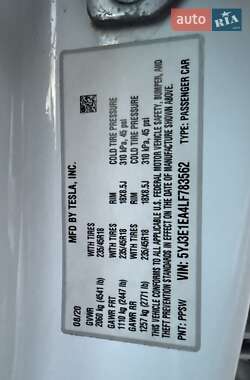 AUTO
RIA
.com
MFD BY TESLA, INC.
08/20
GVWR
2060 kg (4541 lb)
GAWR FRT WITH TIRES RIM COLD TIRE PRESSURE
1110 kg (2447 lb) 235/45R18 18X8.5J 310 kPa, 45 psi
GAWR RR WITH TIRES RIM COLD TIRE PRESSURE
1257 kg (2771 lb) 235/45R18 18X8.5J 310 kPa, 45 psi
THIS VEHICLE CONFORMS TO ALL APPLICABLE U.S. FEDERAL MOTOR VEHICLE SAFETY, BUMPER, AND
THEFT PREVENTION STANDARDS IN EFFECT ON THE DATE OF MANUFACTURE SHOWN ABOVE.
VIN: 5YJ3E1EA4LF783562 TYPE: PASSENGER CAR
PNT: PPSW